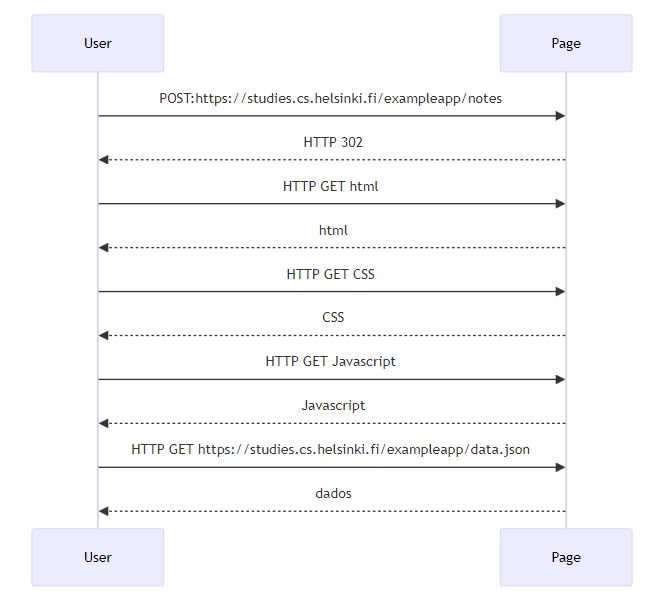 User
Page
POST:https://studies.cs.helsinki.fi/exampleapp/notes
HTTP 302
HTTP GET html
html
HTTP GET CSS
CSS
HTTP GET Javascript
Javascript
HTTP GET https://studies.cs.helsinki.fi/exampleapp/data.json
dados
User
Page